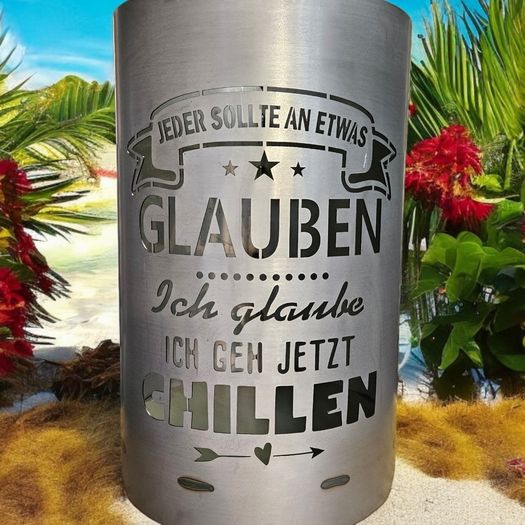 JEDER SOLLTE AN ETWAS
GLAUBEN
Ich glaube
ICH GEH JETZT
CHILLEN